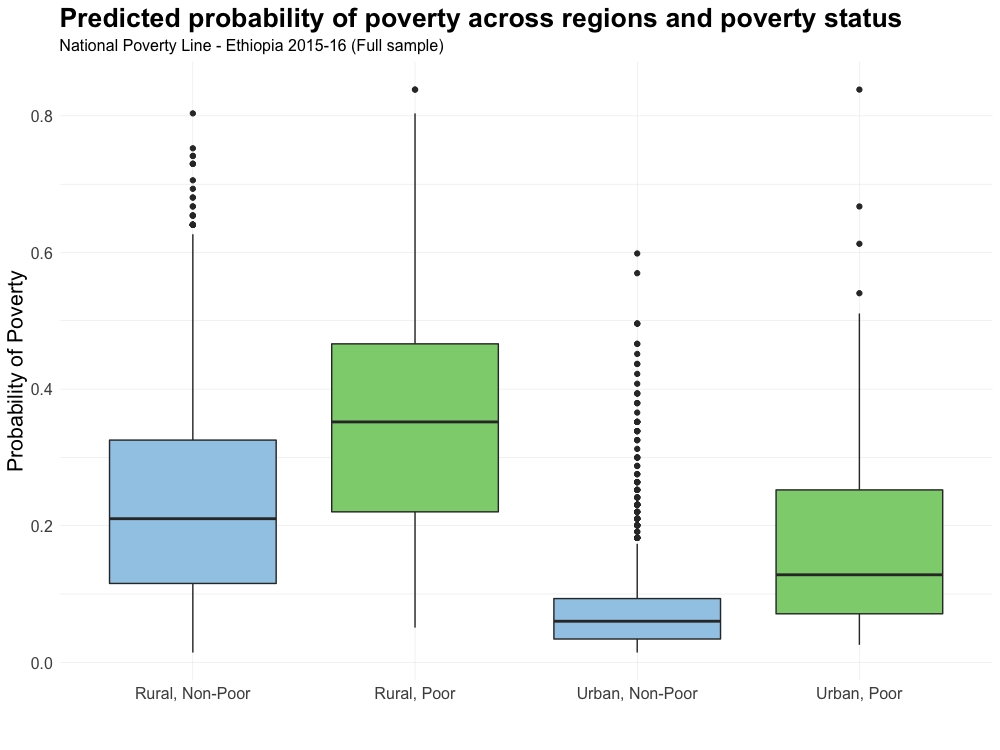 Predicted probability of poverty across regions and poverty status
National Poverty Line - Ethiopia 2015-16 (Full sample)
Probability of Poverty
0.8
0.6
0.4
0.2
0.0
Rural, Non-Poor
Rural, Poor
Urban, Non-Poor
Urban, Poor